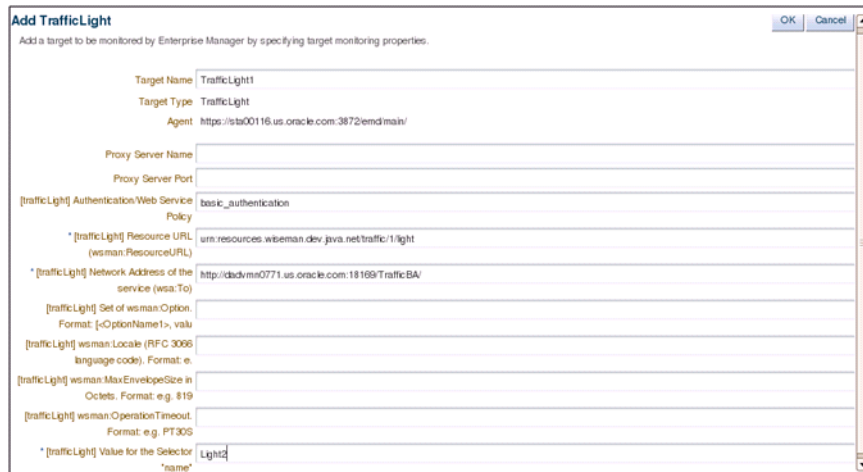 Add TrafficLight
OK Cancel
Add a target to be monitored by Enterprise Manager by specifying target monitoring properties.
Target Name TrafficLight1
Target Type TrafficLight
Agent https://sta00116.us.oracle.com:3872/emd/main/
Proxy Server Name
Proxy Server Port
[trafficLight] Authentication/Web Service basic_authentication
Policy
* [trafficLight] Resource URL urn:resources.wiseman.dev.java.net/traffic/1/light
(wsman:ResourceURL)
* [trafficLight] Network Address of the http://dadvmn0771.us.oracle.com:18169/TrafficBA/
service (wsa:To)
[trafficLight] Set of wsman:Option.
Format: [<OptionName1>, valu
[trafficLight] wsman:Locale (RFC 3066
language code). Format: e.
[trafficLight] wsman:MaxEnvelopeSize in
Octets. Format: e.g. 819
[trafficLight] wsman:OperationTimeout.
Format: e.g. PT30S
* [trafficLight] Value for the Selector Light2
"name"